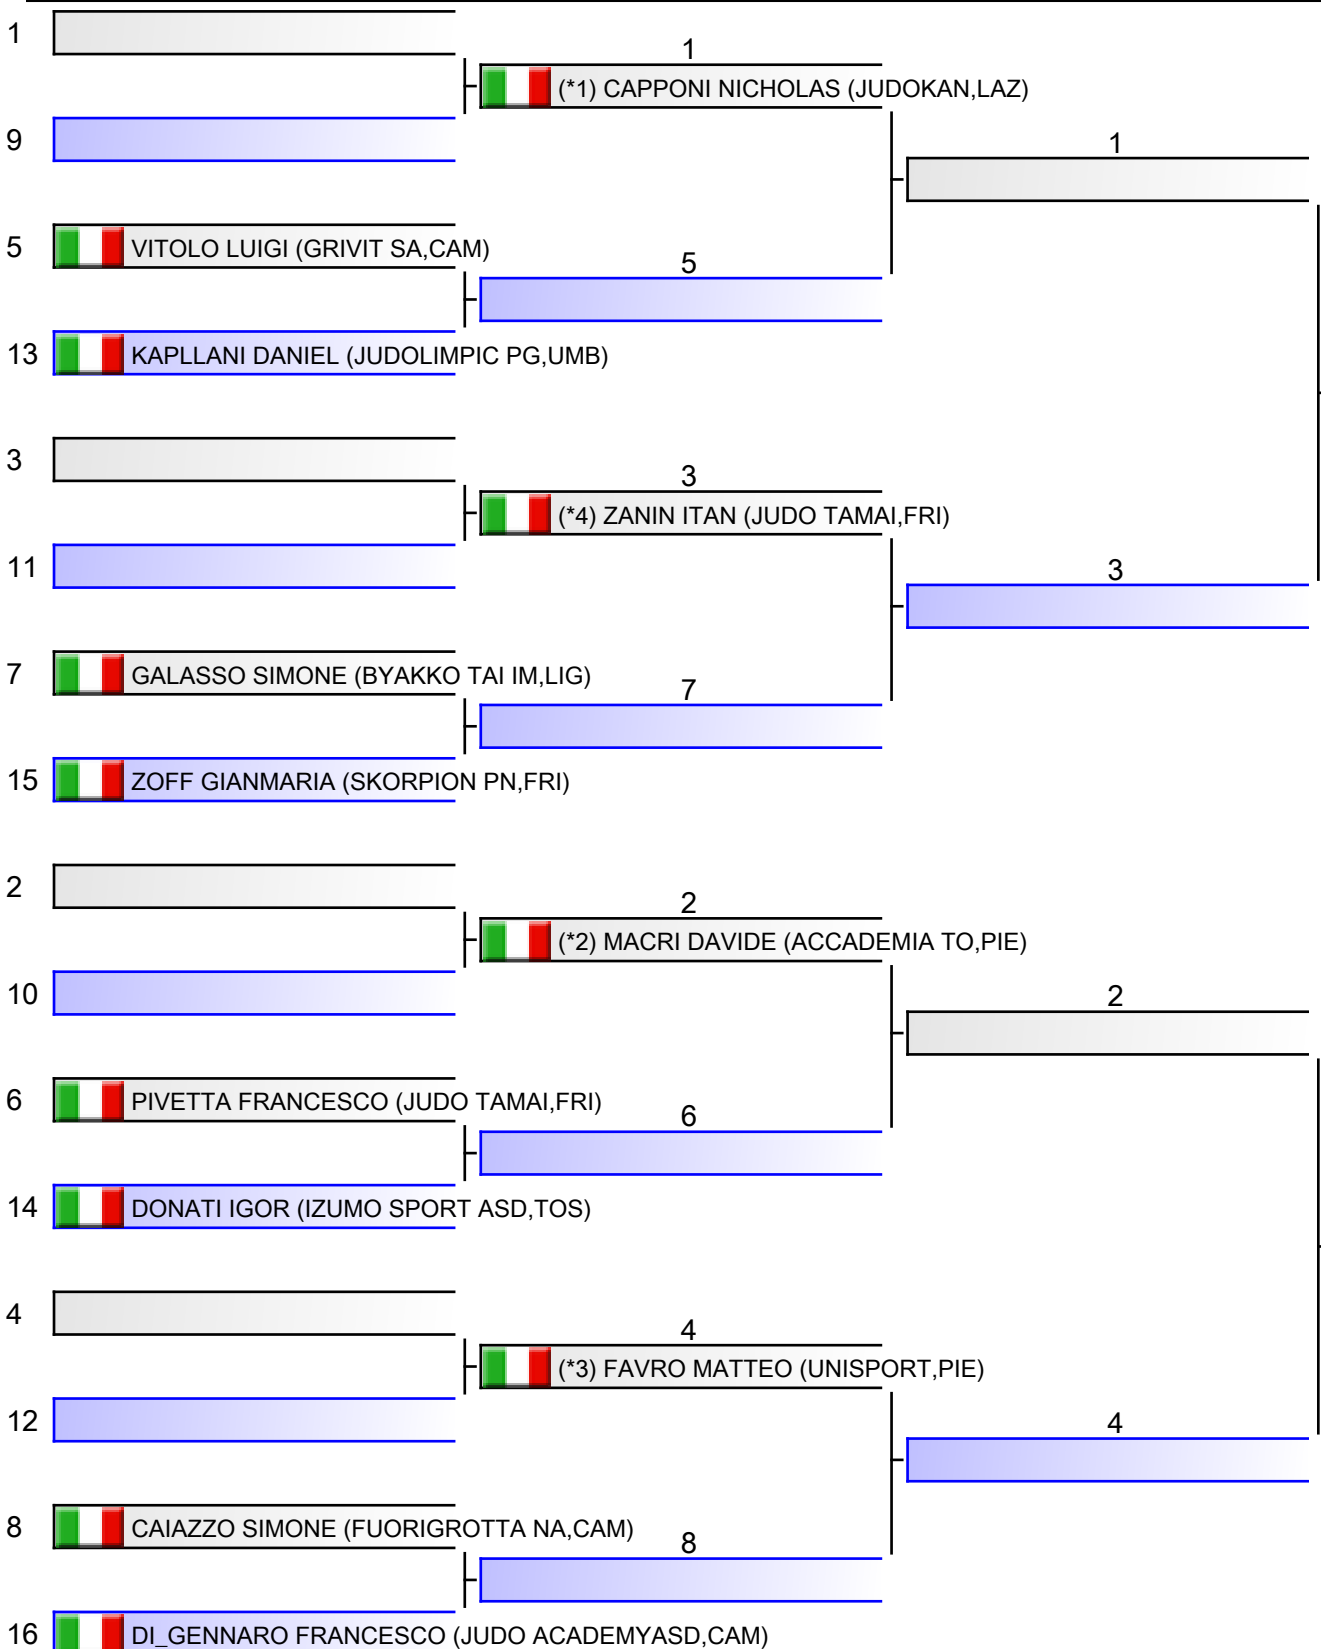 1
1
(*1) CAPPONI NICHOLAS (JUDOKAN,LAZ)
9
1
5
VITOLO LUIGI (GRIVIT SA,CAM)
5
13
KAPLLANI DANIEL (JUDOLIMPIC PG,UMB)
3
3
(*4) ZANIN ITAN (JUDO TAMAI,FRI)
11
3
7
GALASSO SIMONE (BYAKKO TAI IM,LIG)
7
15
ZOFF GIANMARIA (SKORPION PN,FRI)
2
2
(*2) MACRI DAVIDE (ACCADEMIA TO,PIE)
10
2
6
PIVETTA FRANCESCO (JUDO TAMAI,FRI)
6
14
DONATI IGOR (IZUMO SPORT ASD,TOS)
4
4
(*3) FAVRO MATTEO (UNISPORT,PIE)
12
4
8
CAIAZZO SIMONE (FUORIGROTTA NA,CAM)
8
16
DI_GENNARO FRANCESCO (JUDO ACADEMYASD,CAM)